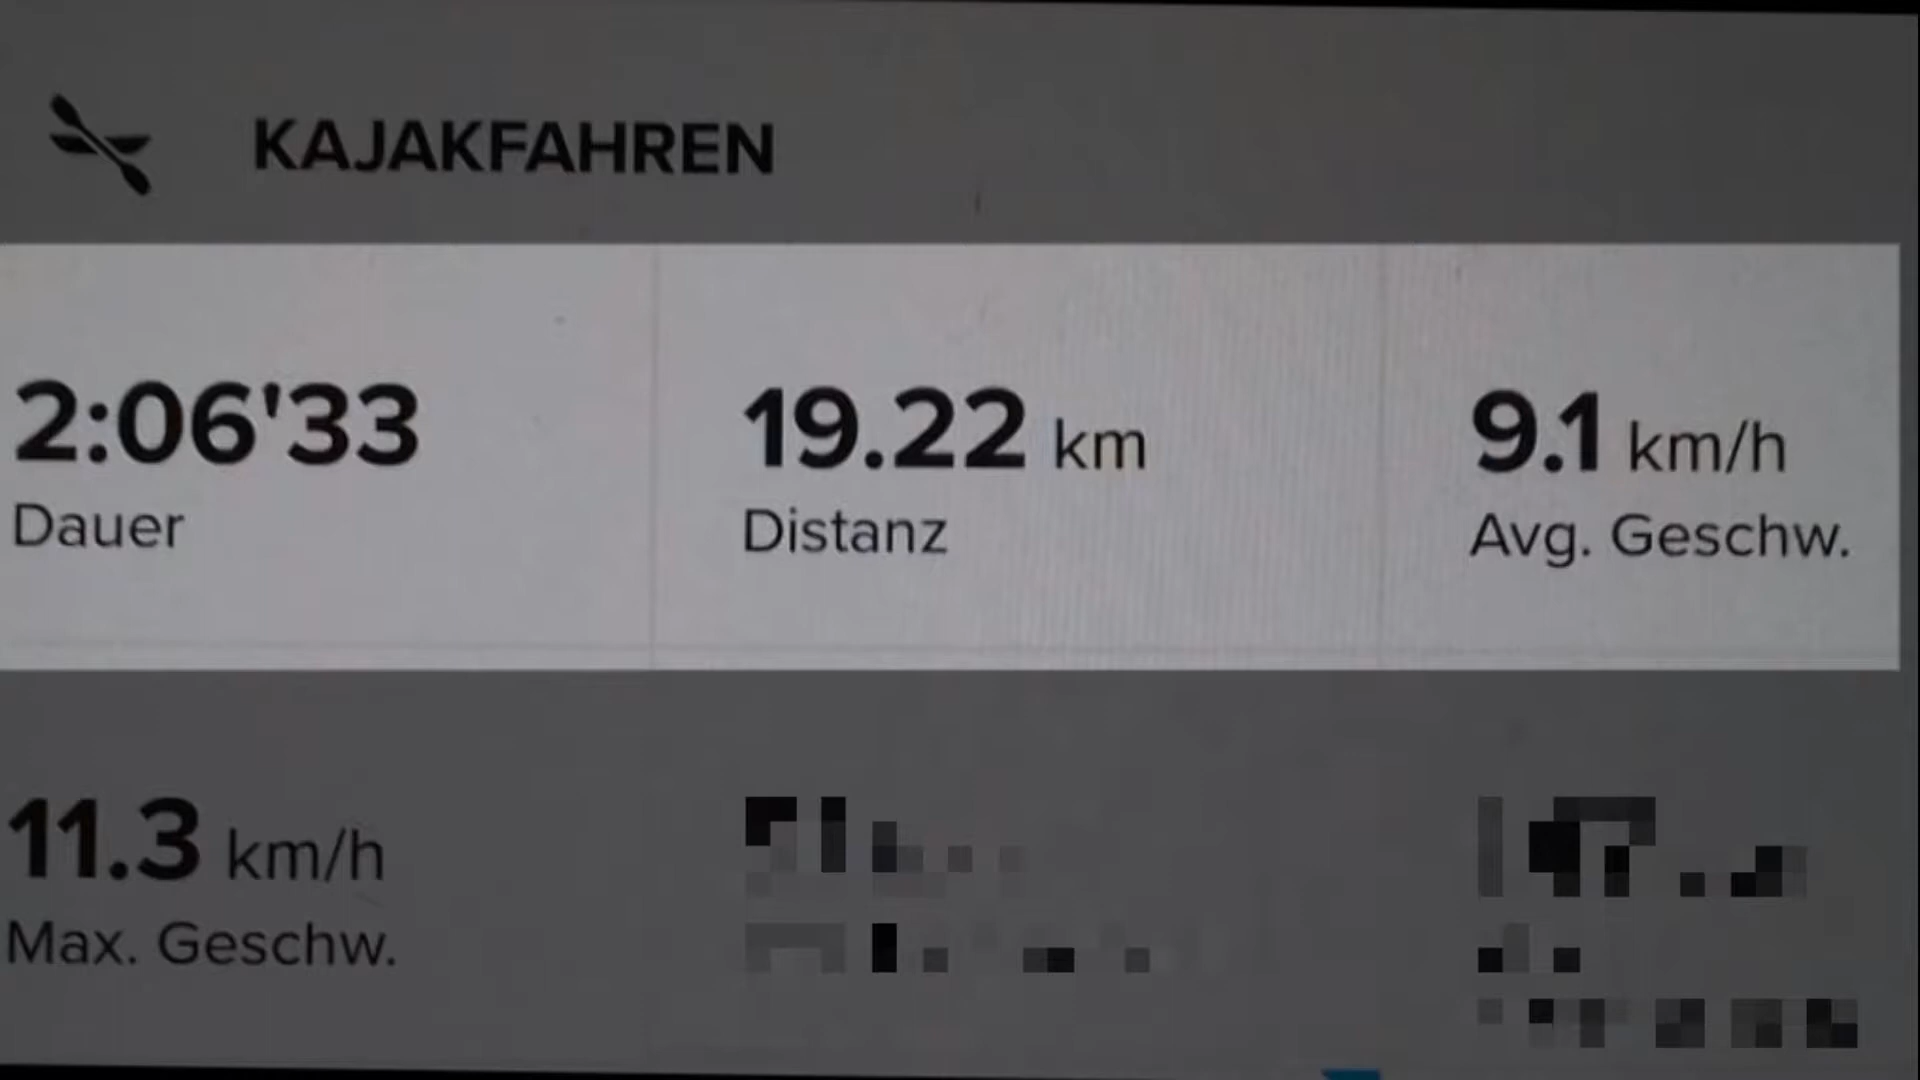 KAJAKFAHREN
2:06'33 19.22 km 9.1 km/h
Dauer Distanz Avg. Geschw.
11.3 km/h
Max. Geschw.